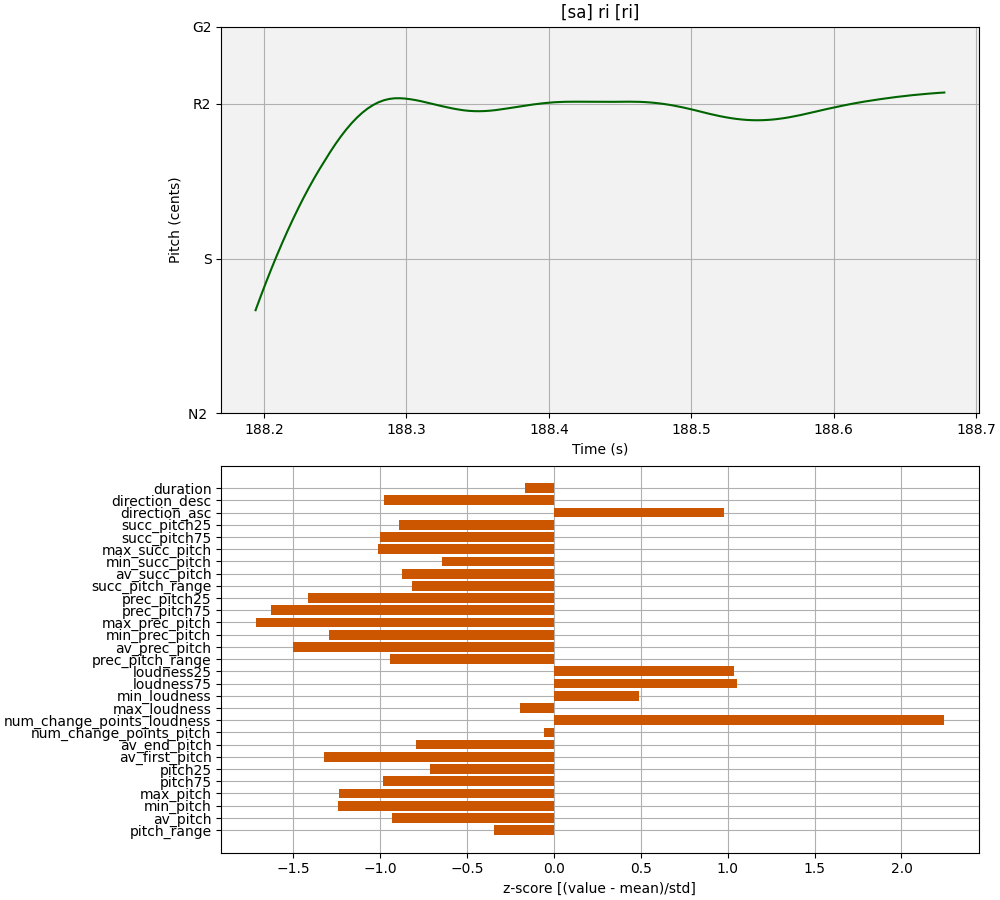 [sa] ri [ri]
G2
R2
S
N2
Pitch (cents)
188.2 188.3 188.4 188.5 188.6 188.7
Time (s)
duration
direction_desc
direction_asc
succ_pitch25
succ_pitch75
max_succ_pitch
min_succ_pitch
av_succ_pitch
succ_pitch_range
prec_pitch25
prec_pitch75
max_prec_pitch
min_prec_pitch
av_prec_pitch
prec_pitch_range
loudness25
loudness75
min_loudness
max_loudness
num_change_points_loudness
num_change_points_pitch
av_end_pitch
av_first_pitch
pitch25
pitch75
max_pitch
min_pitch
av_pitch
pitch_range
−1.5 −1.0 −0.5 0.0 0.5 1.0 1.5 2.0
z-score [(value - mean)/std]